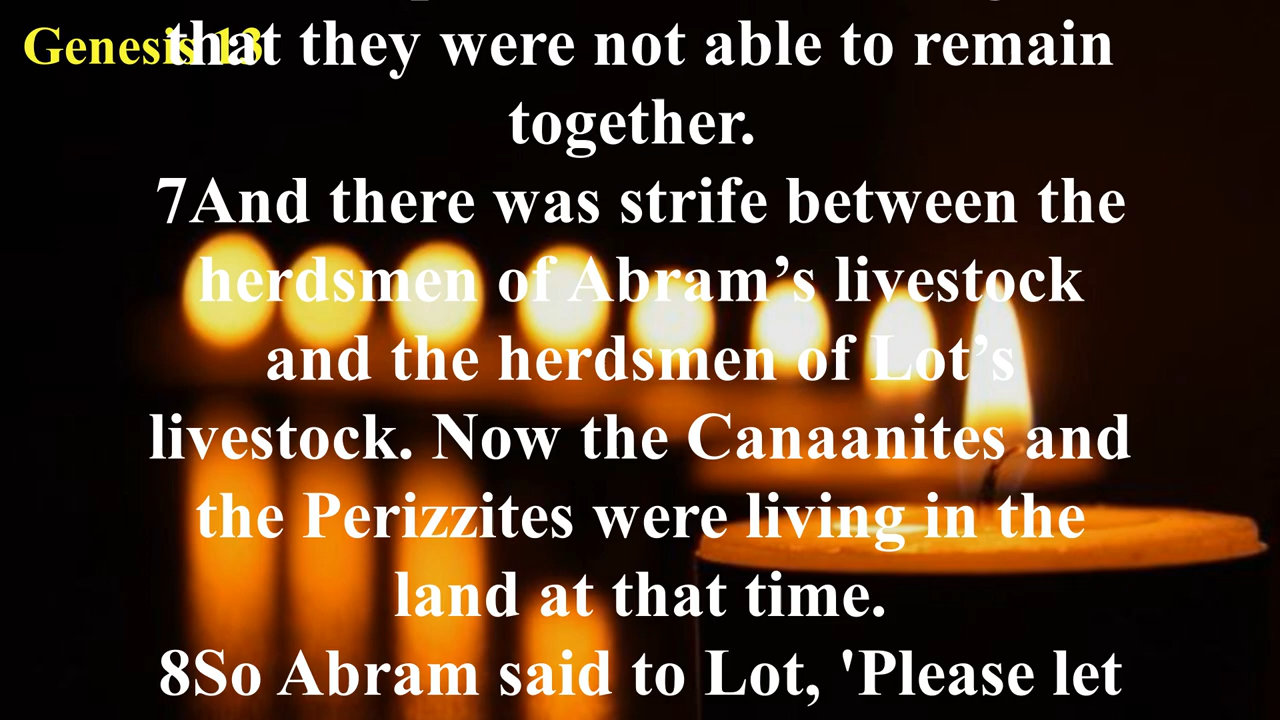 Genesis 13
that they were not able to remain
together.
7And there was strife between the
herdsmen of Abram’s livestock
and the herdsmen of Lot’s
livestock. Now the Canaanites and
the Perizzites were living in the
land at that time.
8So Abram said to Lot, 'Please let